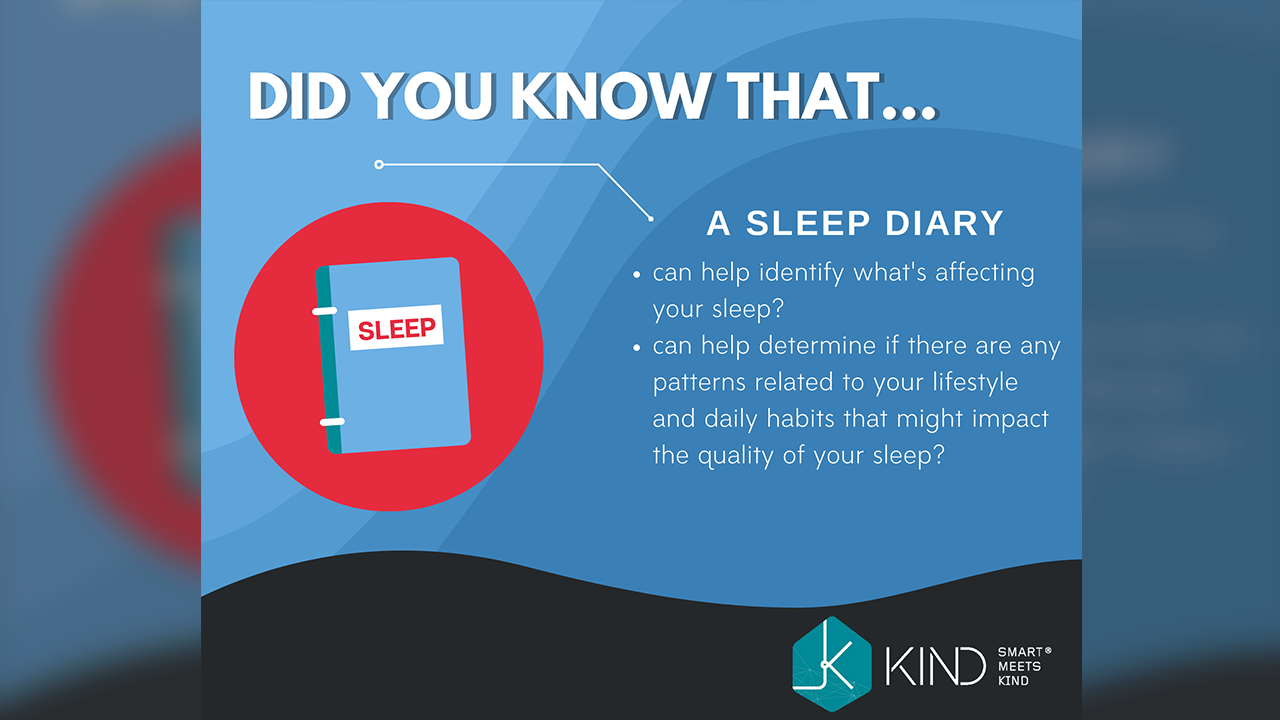 DID YOU KNOW THAT...
A SLEEP DIARY
• can help identify what's affecting
your sleep?
• can help determine if there are any
patterns related to your lifestyle
and daily habits that might impact
the quality of your sleep?
SLEEP
KIND
SMART®
MEETS
KIND